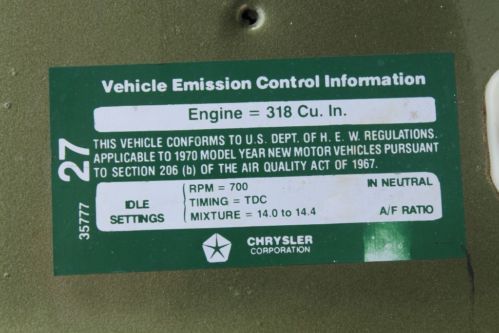 Vehicle Emission Control Information
Engine = 318 Cu. In.
27
35777
THIS VEHICLE CONFORMS TO U.S. DEPT. OF H. E. W. REGULATIONS.
APPLICABLE TO 1970 MODEL YEAR NEW MOTOR VEHICLES PURSUANT
TO SECTION 206 (b) OF THE AIR QUALITY ACT OF 1967.
IDLE
SETTINGS
RPM = 700 IN NEUTRAL
TIMING = TDC
MIXTURE = 14.0 to 14.4 A/F RATIO
CHRYSLER
CORPORATION